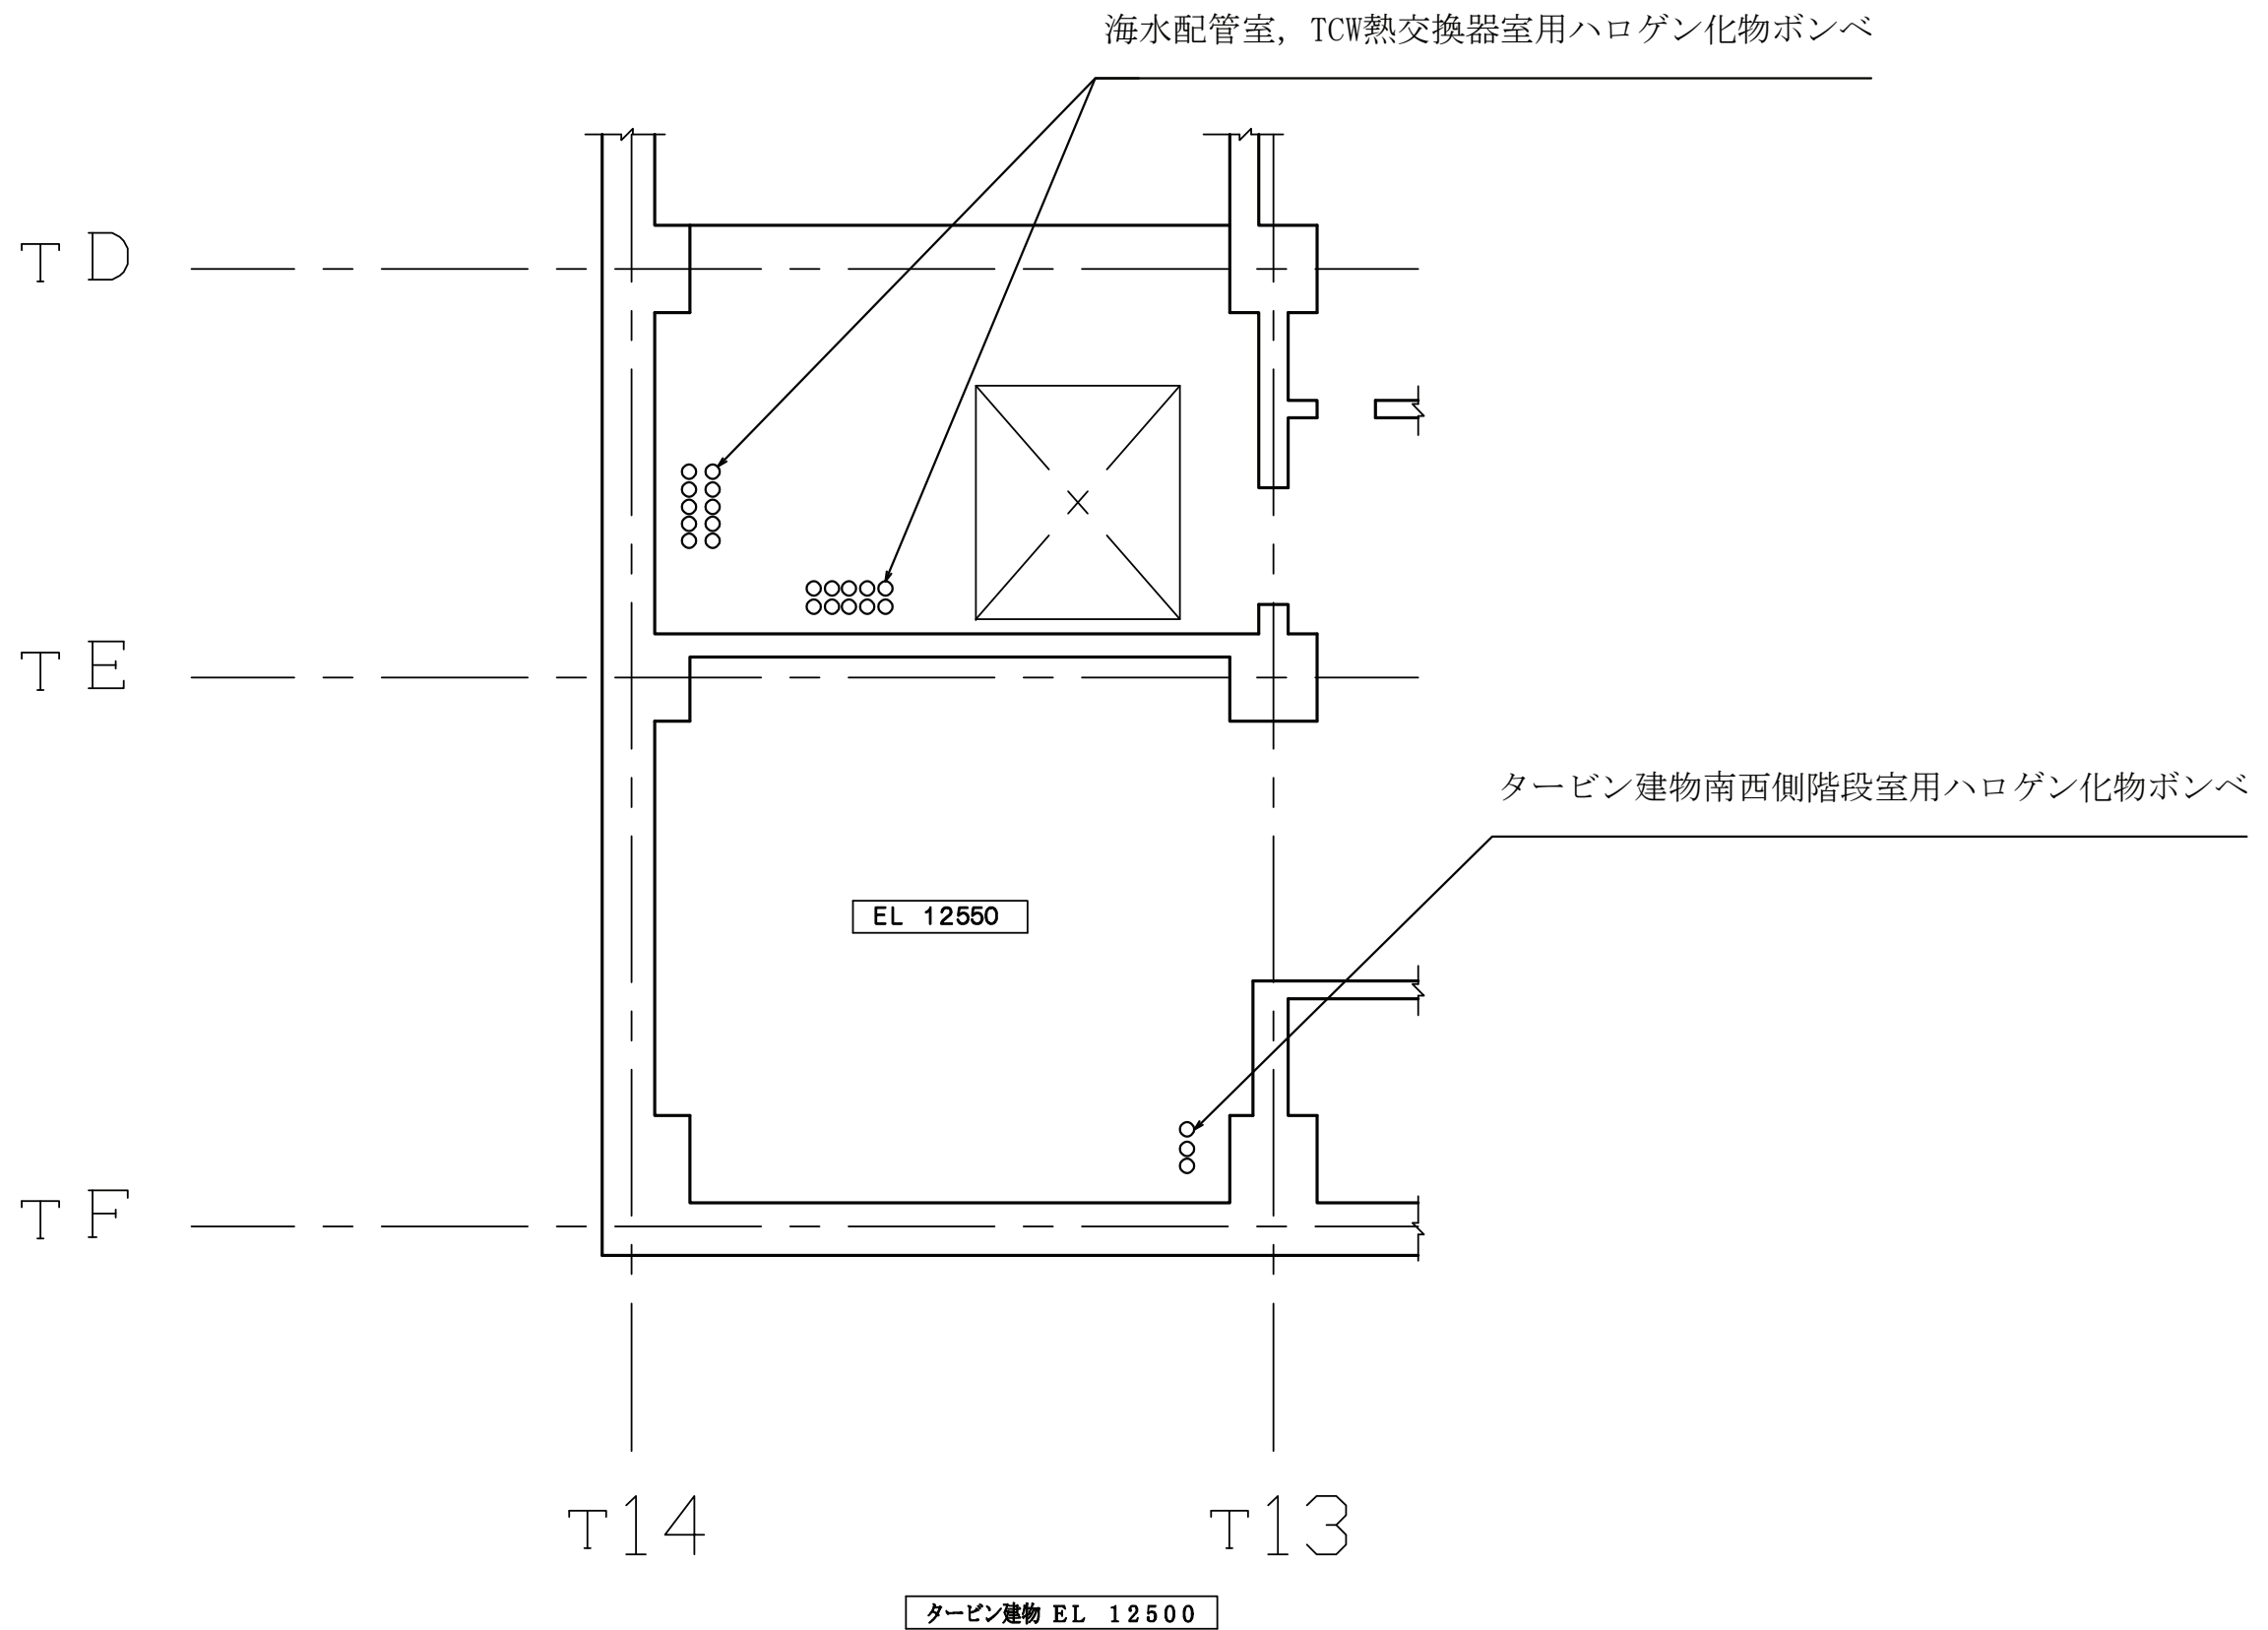 海水配管室，TCW熱交換器室用ハロゲン化物ボンベ
TD
TE
タービン建物南西側階段室用ハロゲン化物ボンベ
EL 12550
TF
T14
T13
タービン建物 EL 12500